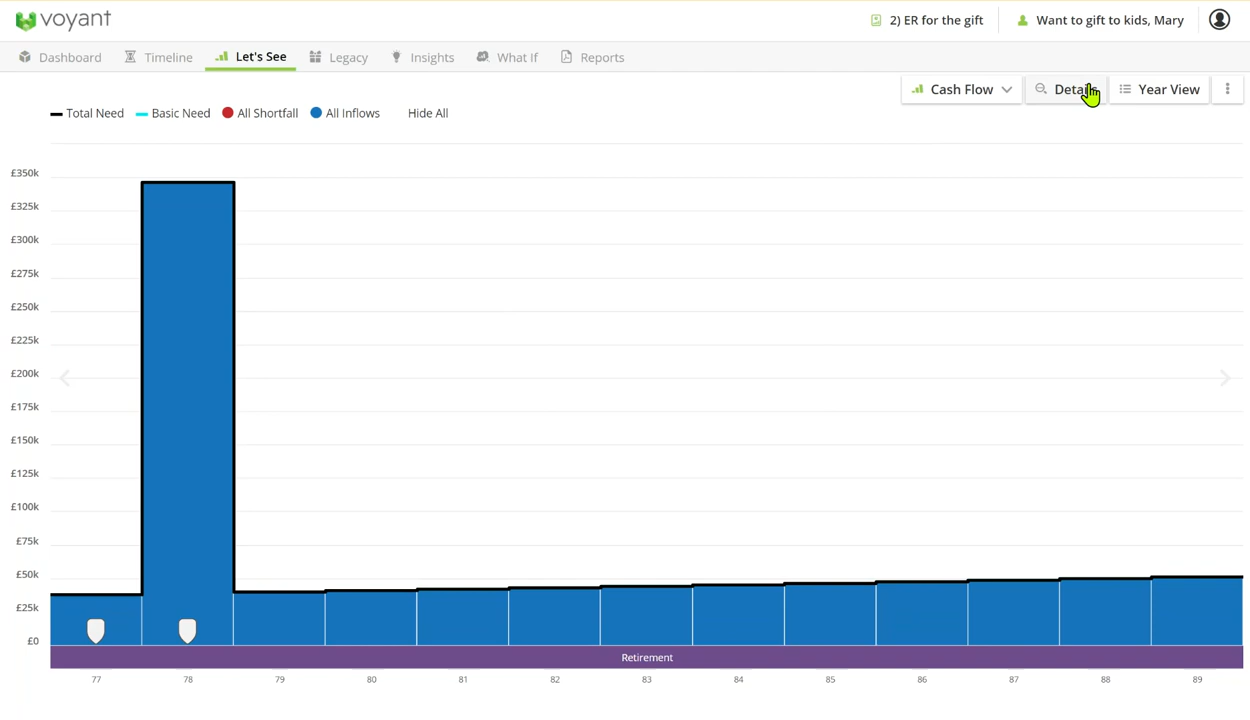 voyant
2) ER for the gift
Want to gift to kids, Mary
Dashboard
Timeline
Let's See
Legacy
Insights
What If
Reports
Cash Flow
Details
Year View
Total Need
Basic Need
All Shortfall
All Inflows
Hide All
£350k
£325k
£300k
£275k
£250k
£225k
£200k
£175k
£150k
£125k
£100k
£75k
£50k
£25k
£0
Retirement
77 78 79 80 81 82 83 84 85 86 87 88 89